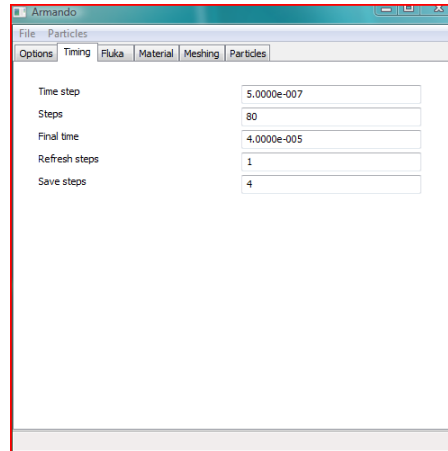 Armando
File Particles
Options Timing Fluka Material Meshing Particles
Time step 5.0000e-007
Steps 80
Final time 4.0000e-005
Refresh steps 1
Save steps 4